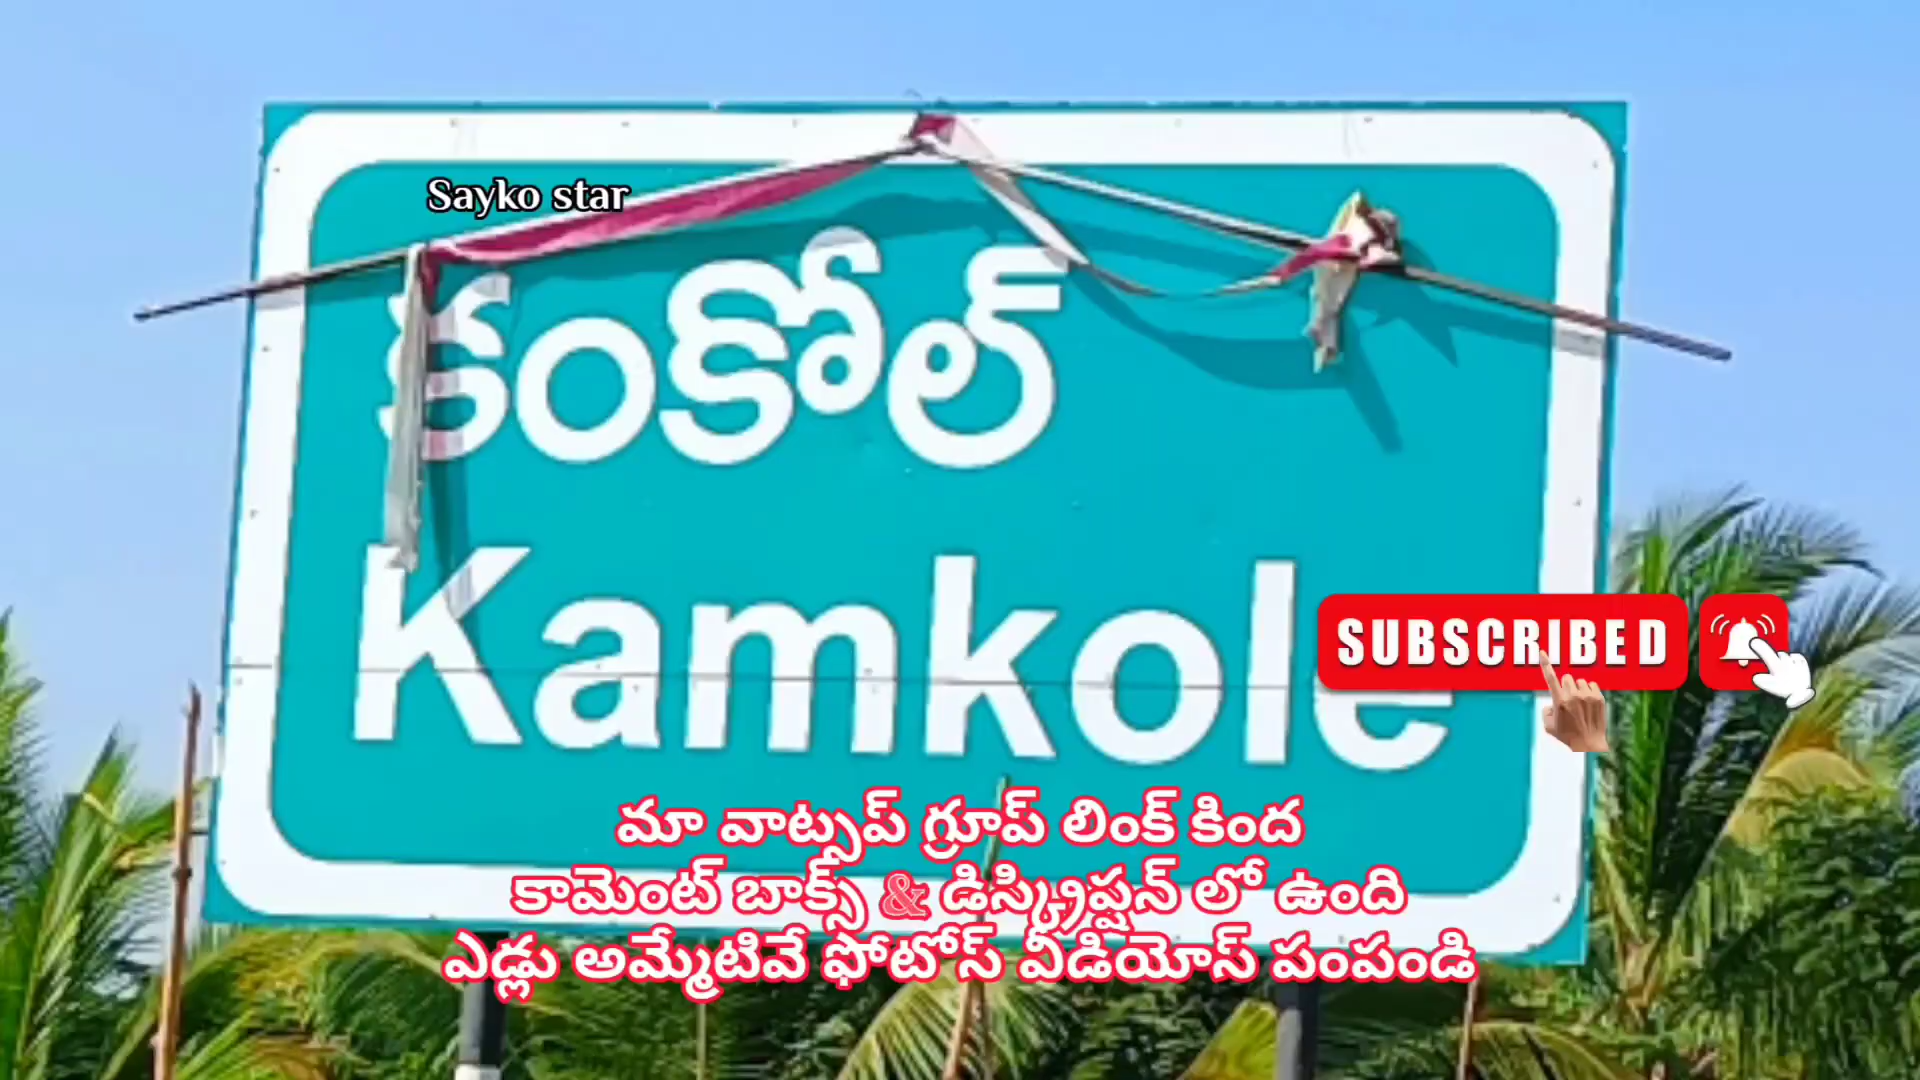 Sayko star
కంకోల్
Kamkole
SUBSCRIBED
మా వాట్సప్ గ్రూప్ లింక్ కింద
కామెంట్ బాక్స్ & డిస్క్రిప్షన్ లో ఉంది
ఎడ్లు అమ్మేటివే ఫోటోస్ వీడియోస్ పంపండి